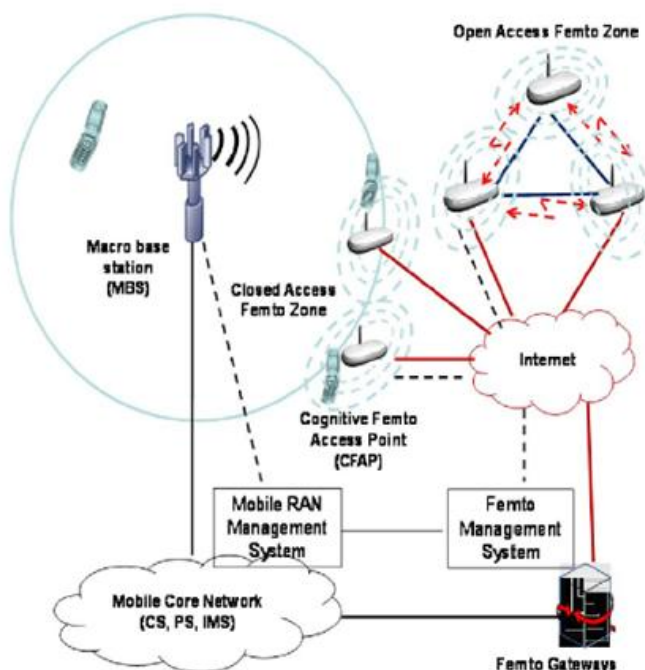 Open Access Femto Zone
Macro base
station
(MBS)
Closed Access
Femto Zone
Internet
Cognitive Femto
Access Point
(CFAP)
Mobile RAN
Management
System
Femto
Management
System
Mobile Core Network
(CS, PS, IMS)
Femto Gateways